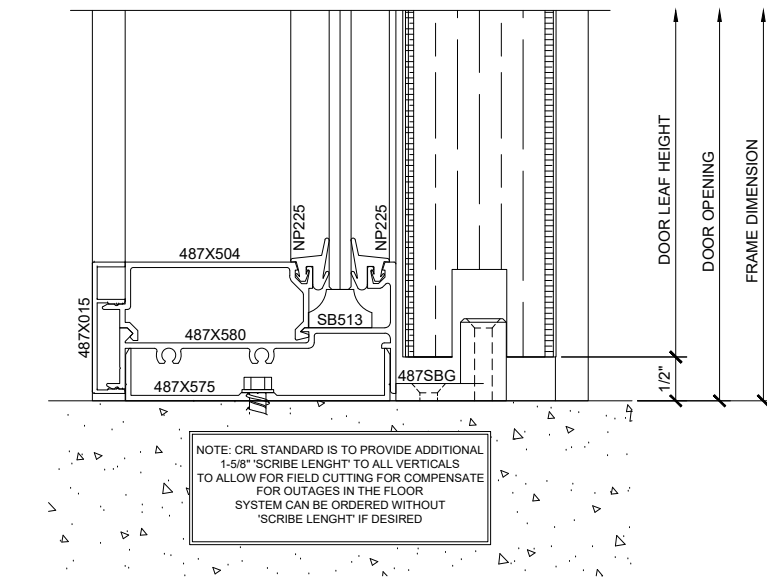 NP225
NP225
487X504
487X015
SB513
487X580
487X575
487SBG
DOOR LEAF HEIGHT
DOOR OPENING
FRAME DIMENSION
1/2"
NOTE: CRL STANDARD IS TO PROVIDE ADDITIONAL
1-5/8" 'SCRIBE LENGHT' TO ALL VERTICALS
TO ALLOW FOR FIELD CUTTING FOR COMPENSATE
FOR OUTAGES IN THE FLOOR
SYSTEM CAN BE ORDERED WITHOUT
'SCRIBE LENGHT' IF DESIRED